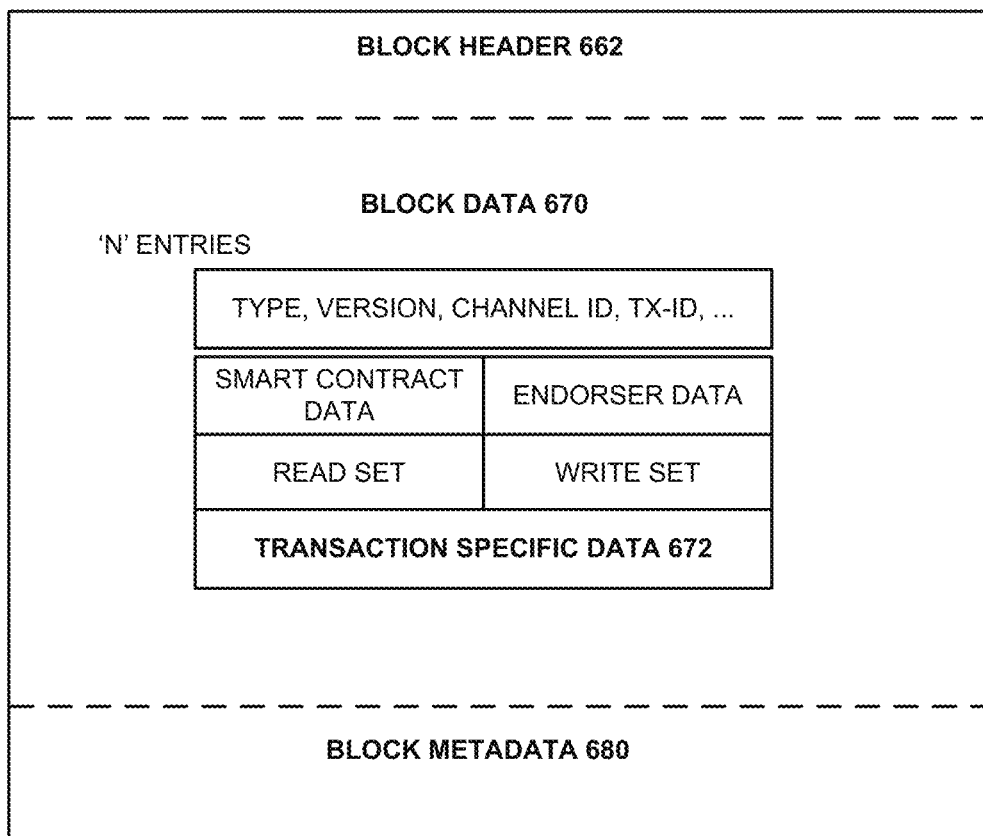 BLOCK HEADER 662
BLOCK DATA 670
‘N’ ENTRIES
TYPE, VERSION, CHANNEL ID, TX-ID, ...
SMART CONTRACT
DATA
ENDORSER DATA
READ SET
WRITE SET
TRANSACTION SPECIFIC DATA 672
BLOCK METADATA 680